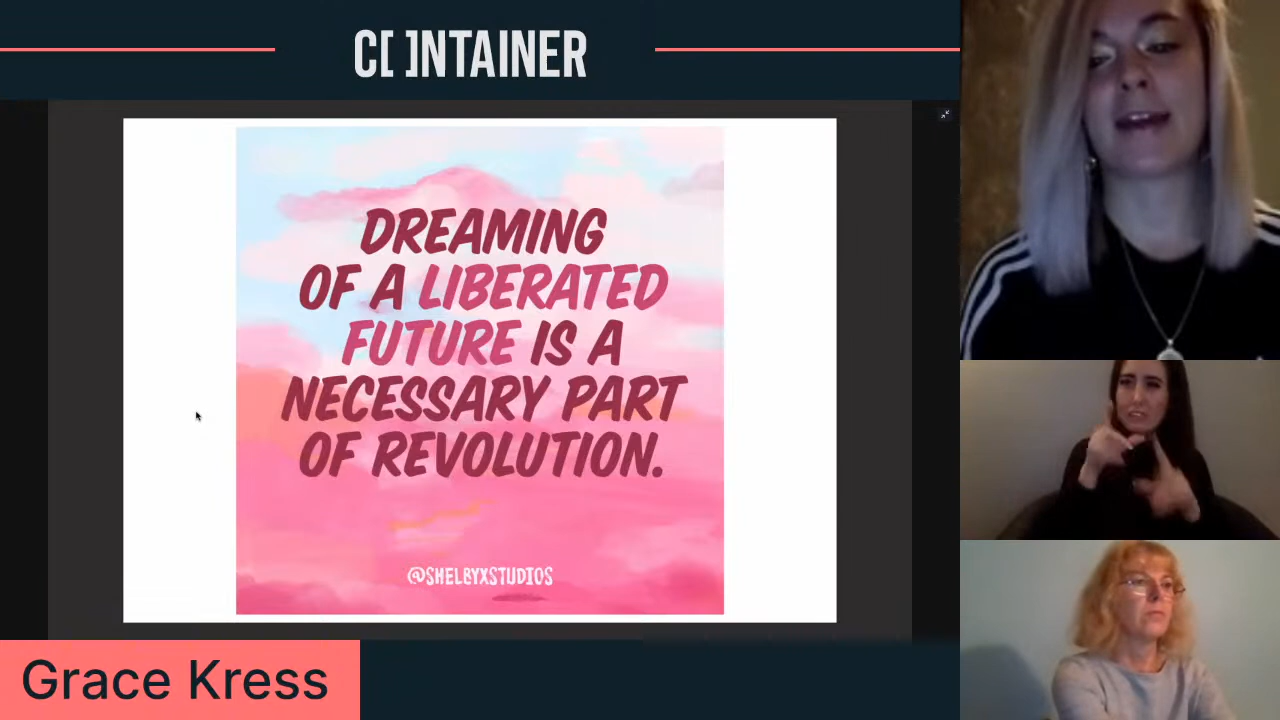 C[ ]NTAINER
DREAMING
OF A LIBERATED
FUTURE IS A
NECESSARY PART
OF REVOLUTION.
@SHELBYXSTUDIOS
Grace Kress